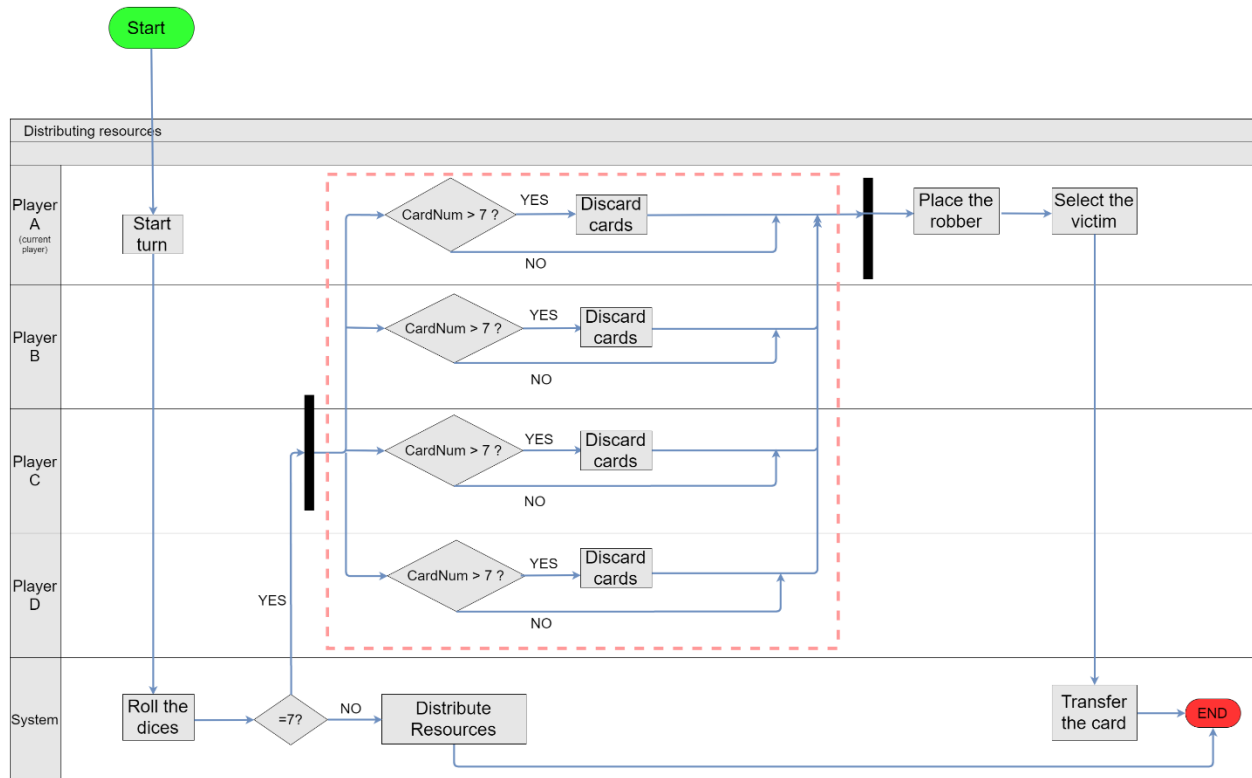 Start
Distributing resources
Player
A
(current
player)
Start
turn
CardNum > 7 ?
YES
Discard
cards
NO
Place the
robber
Select the
victim
Player
B
CardNum > 7 ?
YES
Discard
cards
NO
Player
C
CardNum > 7 ?
YES
Discard
cards
NO
Player
D
CardNum > 7 ?
YES
Discard
cards
NO
YES
System
Roll the
dices
=7?
NO
Distribute
Resources
Transfer
the card
END